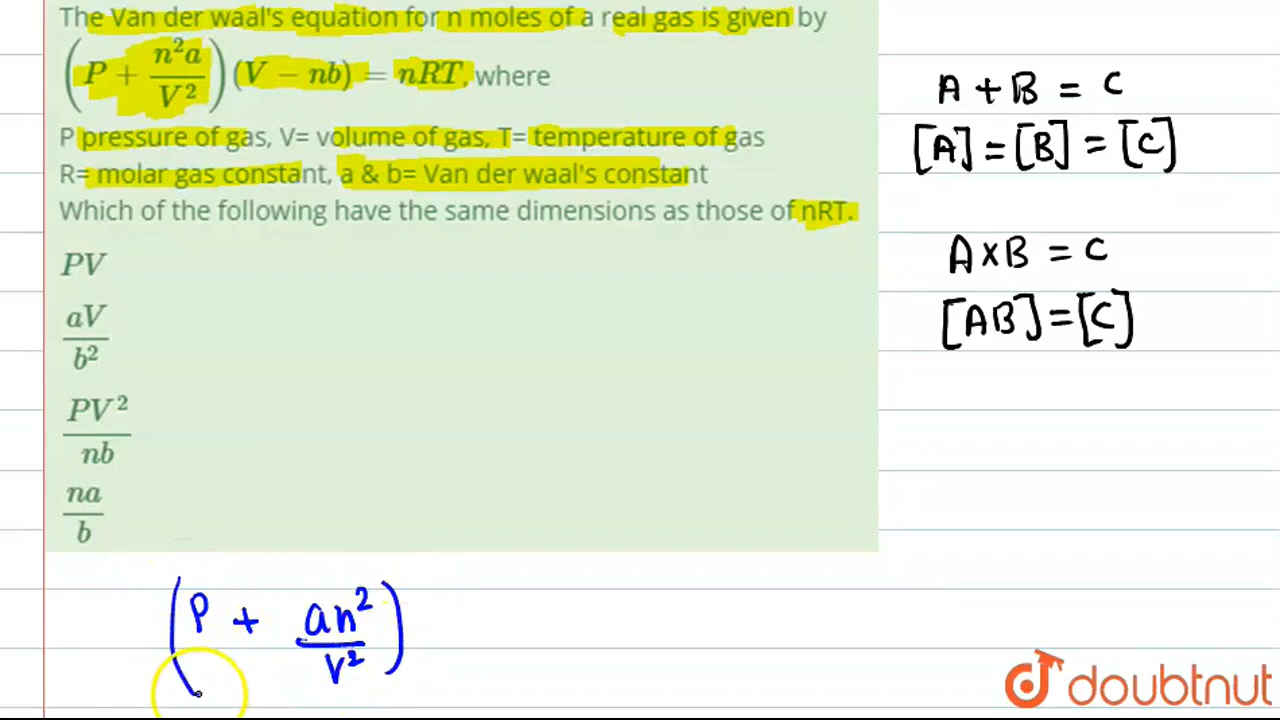 The Van der waal's equation for n moles of a real gas is given by
(P + n²a/V²)(V − nb) = nRT, where
P pressure of gas, V= volume of gas, T= temperature of gas
R= molar gas constant, a & b= Van der waal's constant
Which of the following have the same dimensions as those of nRT.
PV
aV/b²
PV²/nb
na/b
A + B = C
[A] = [B] = [C]
A × B = C
[AB] = [C]
(P + an²/V²)
doubtnut